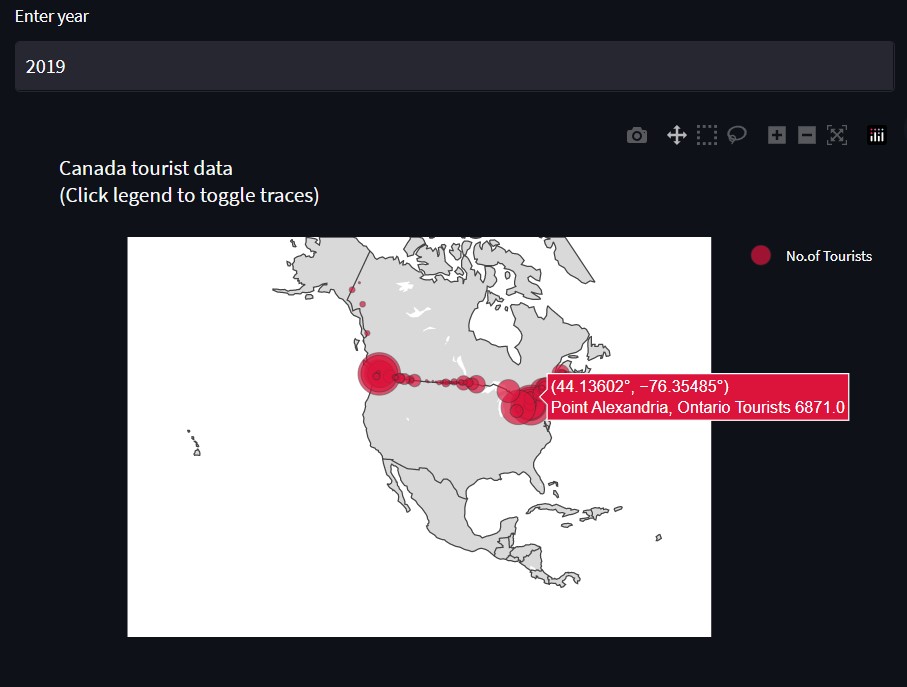 Enter year
2019
Canada tourist data
(Click legend to toggle traces)
No.of Tourists
(44.13602°, −76.35485°)
Point Alexandria, Ontario Tourists 6871.0